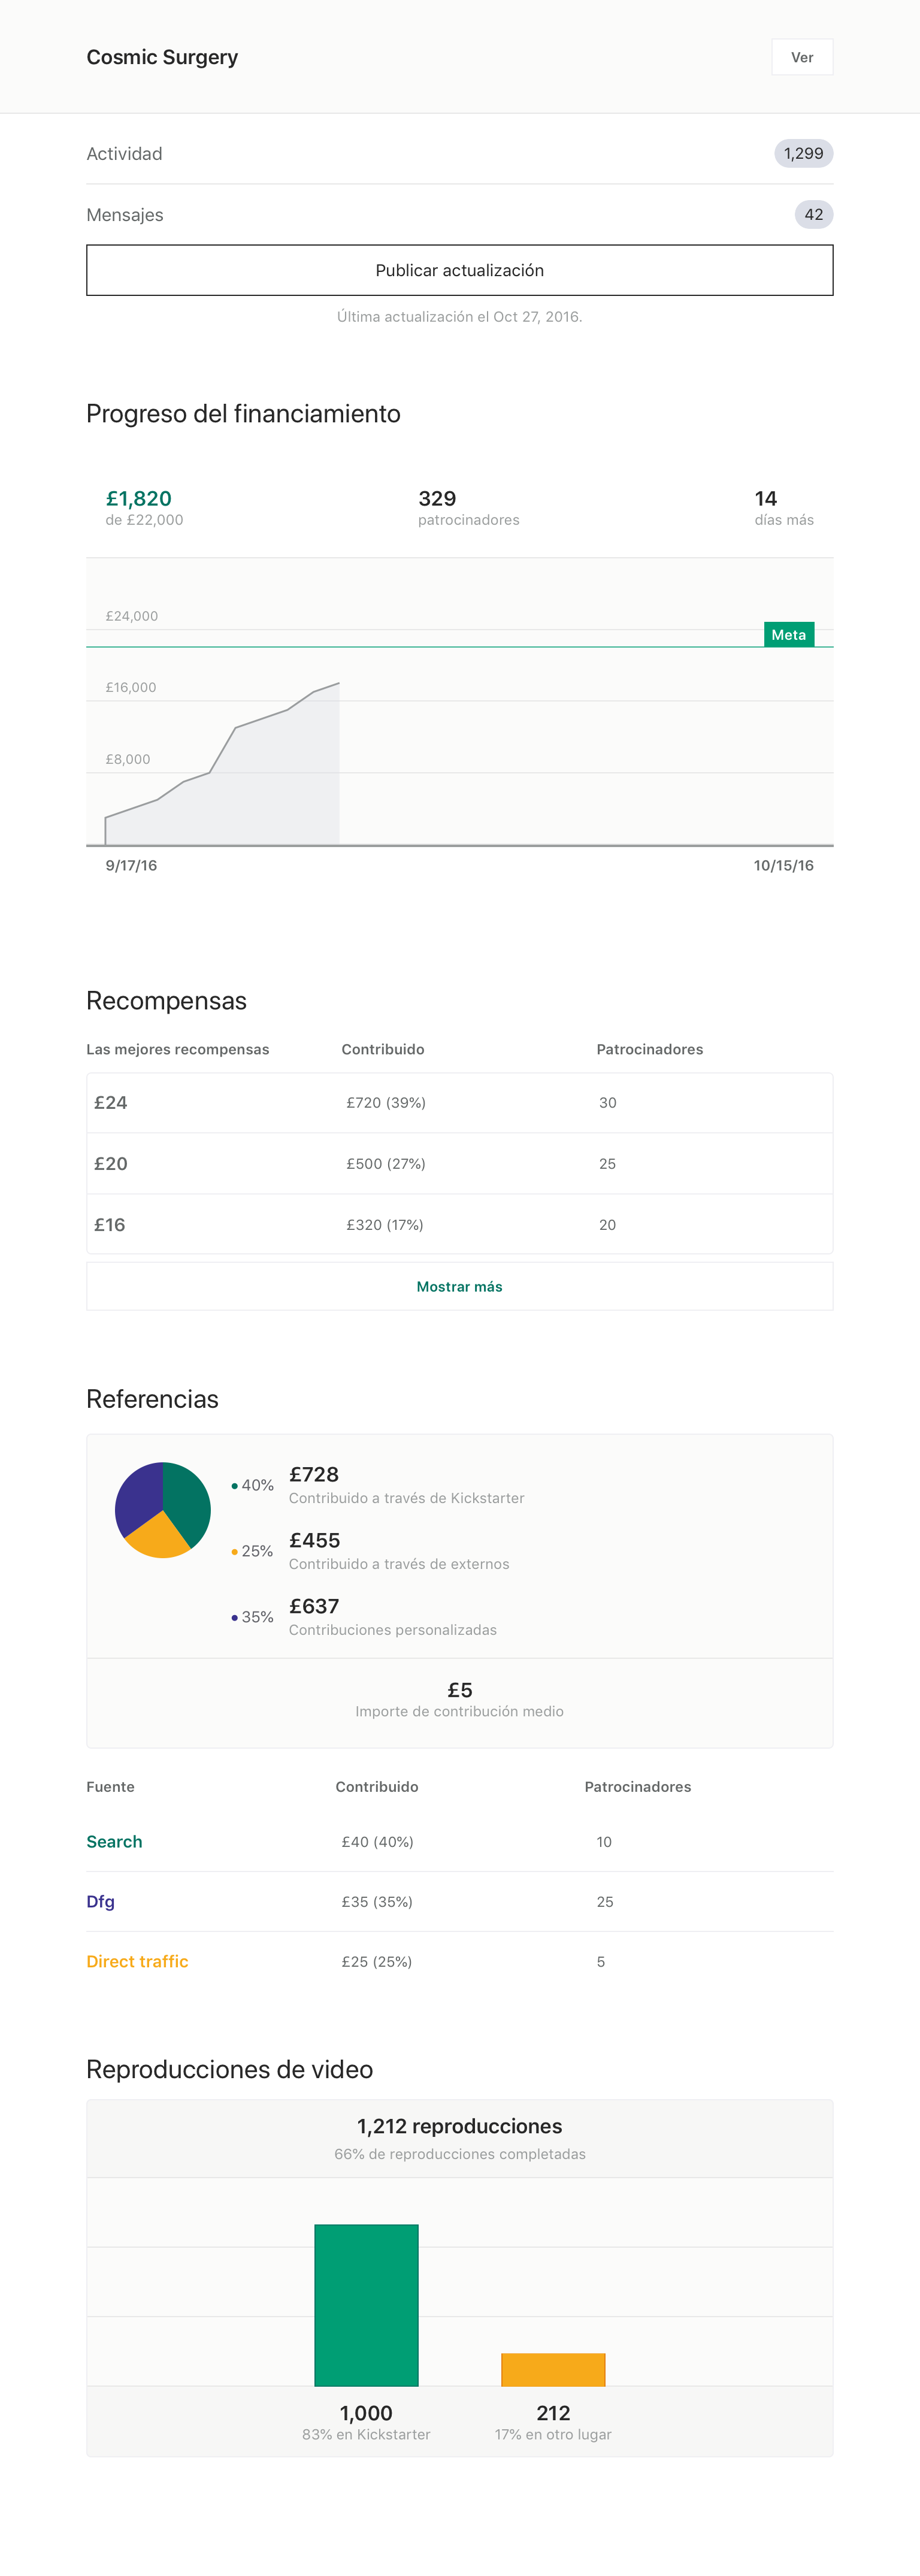 Cosmic Surgery
Ver
Actividad
1,299
Mensajes
42
Publicar actualización
Última actualización el Oct 27, 2016.
Progreso del financiamiento
£1,820
de £22,000
329
patrocinadores
14
días más
£24,000
Meta
£16,000
£8,000
9/17/16
10/15/16
Recompensas
Las mejores recompensas Contribuido Patrocinadores
£24 £720 (39%) 30
£20 £500 (27%) 25
£16 £320 (17%) 20
Mostrar más
Referencias
40% £728
Contribuido a través de Kickstarter
25% £455
Contribuido a través de externos
35% £637
Contribuciones personalizadas
£5
Importe de contribución medio
Fuente Contribuido Patrocinadores
Search £40 (40%) 10
Dfg £35 (35%) 25
Direct traffic £25 (25%) 5
Reproducciones de video
1,212 reproducciones
66% de reproducciones completadas
1,000
83% en Kickstarter
212
17% en otro lugar